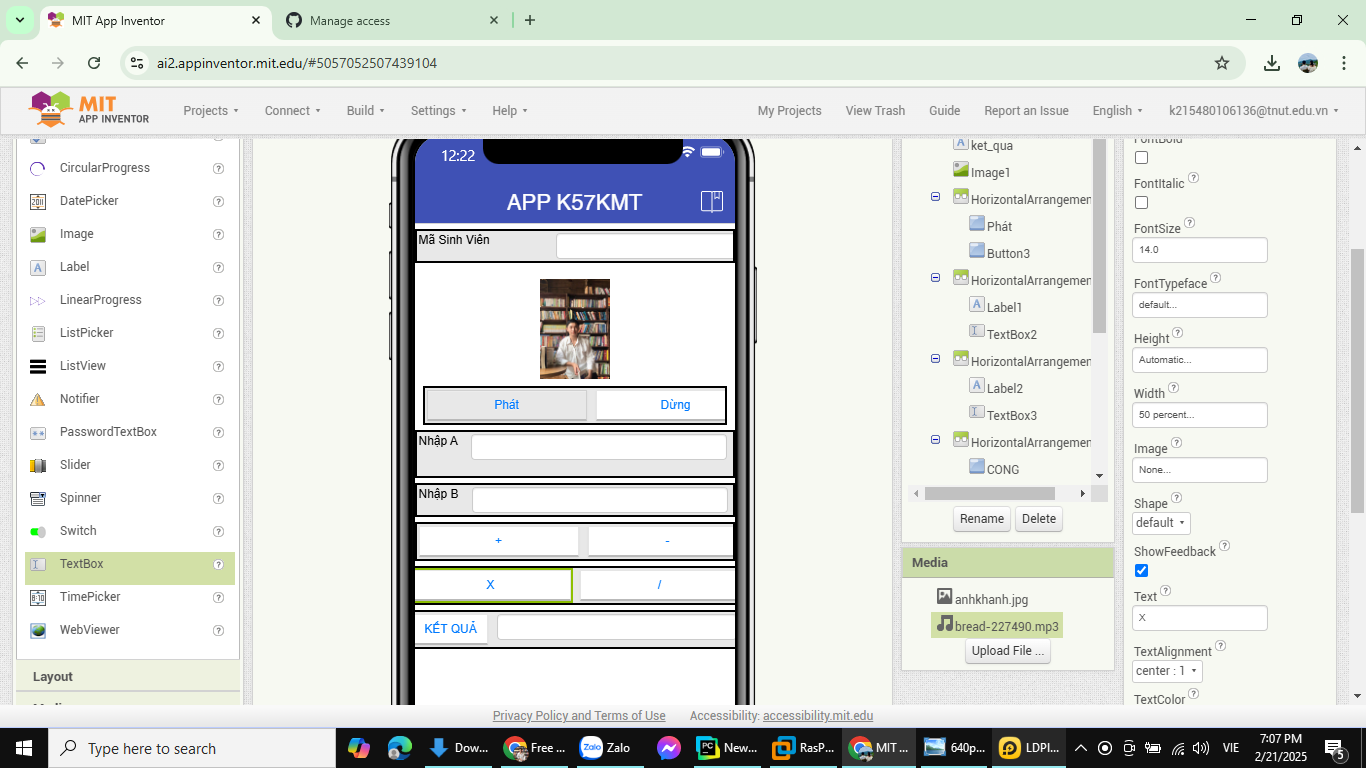 MIT App Inventor
Manage access
ai2.appinventor.mit.edu/#5057052507439104
MIT
APP INVENTOR
Projects
Connect
Build
Settings
Help
My Projects
View Trash
Guide
Report an Issue
English
k215480106136@tnut.edu.vn
CircularProgress
DatePicker
Image
Label
LinearProgress
ListPicker
ListView
Notifier
PasswordTextBox
Slider
Spinner
Switch
TextBox
TimePicker
WebViewer
Layout
12:22
APP K57KMT
Mã Sinh Viên
Phát
Dừng
Nhập A
Nhập B
+
-
X
/
KẾT QUẢ
ket_qua
Image1
HorizontalArrangemen
Phát
Button3
HorizontalArrangemen
Label1
TextBox2
HorizontalArrangemen
Label2
TextBox3
HorizontalArrangemen
CONG
Rename
Delete
Media
anhkhanh.jpg
bread-227490.mp3
Upload File ...
FontBold
FontItalic
FontSize
14.0
FontTypeface
default...
Height
Automatic...
Width
50 percent...
Image
None...
Shape
default
ShowFeedback
Text
X
TextAlignment
center : 1
TextColor
Privacy Policy and Terms of Use
Accessibility: accessibility.mit.edu
Type here to search
Dow...
Free ...
Zalo
New...
RasP...
MIT ...
640p...
LDPl...
VIE
7:07 PM
2/21/2025
5